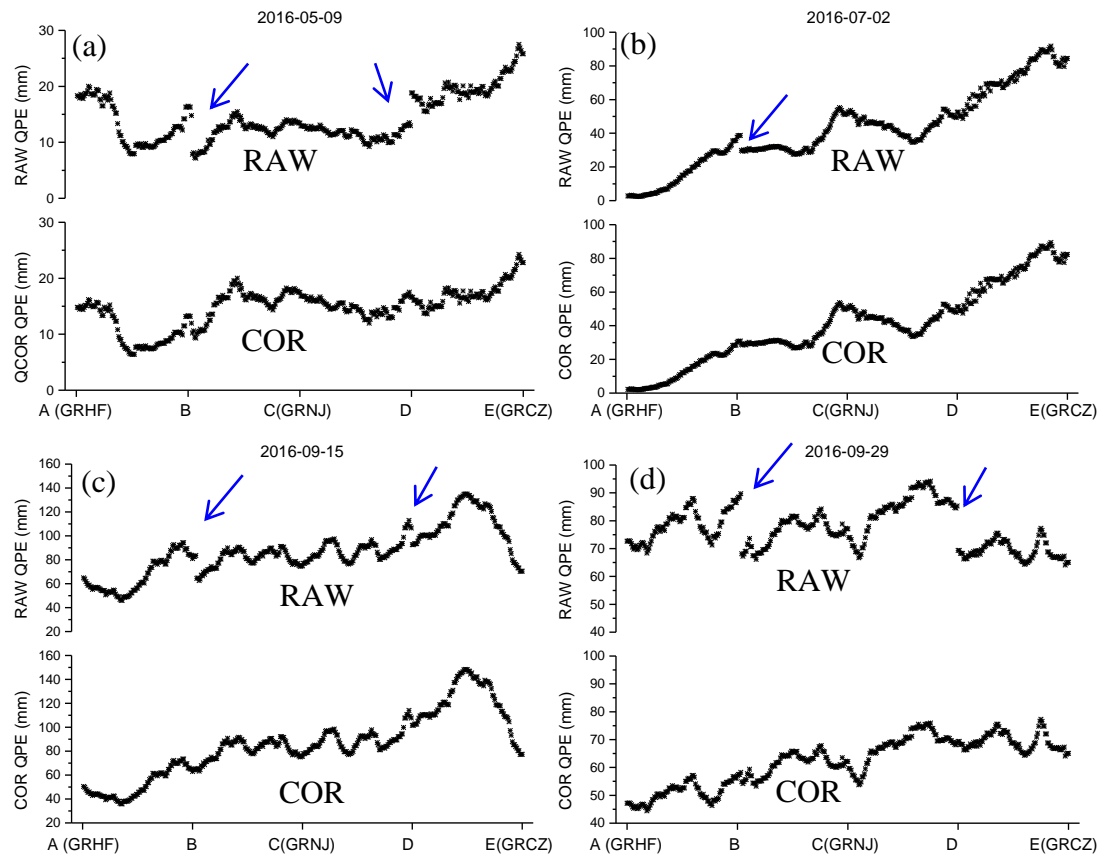 2016-05-09
(a)
RAW QPE (mm)
30
20
10
0
RAW
QCOR QPE (mm)
30
20
10
0
COR
A (GRHF) B C(GRNJ) D E(GRCZ)
2016-07-02
(b)
RAW QPE (mm)
100
80
60
40
20
0
RAW
COR QPE (mm)
100
80
60
40
20
0
COR
A (GRHF) B C(GRNJ) D E(GRCZ)
2016-09-15
(c)
RAW QPE (mm)
160
140
120
100
80
60
40
20
RAW
COR QPE (mm)
160
140
120
100
80
60
40
20
COR
A (GRHF) B C(GRNJ) D E(GRCZ)
2016-09-29
(d)
RAW QPE (mm)
100
90
80
70
60
50
40
RAW
COR QPE (mm)
100
90
80
70
60
50
40
COR
A (GRHF) B C(GRNJ) D E(GRCZ)